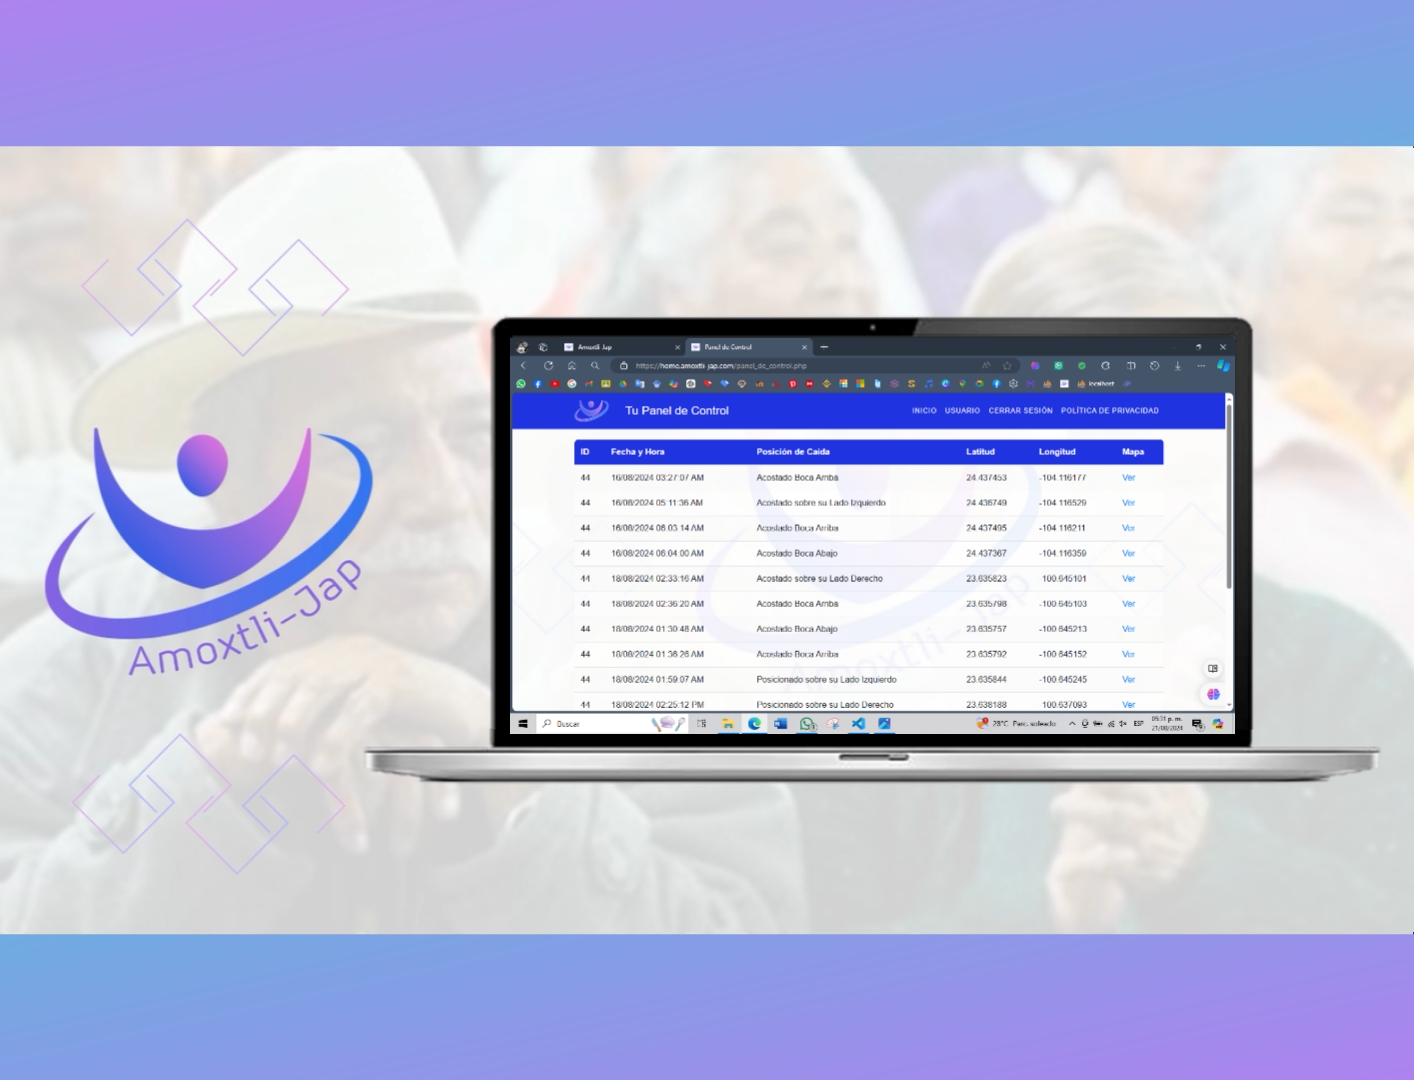 Amoxtli-Jap
Amoxtli Jap
Panel de Control
https://home.amoxtli-jap.com/panel_de_control.php
localhost
Tu Panel de Control
INICIO USUARIO CERRAR SESIÓN POLÍTICA DE PRIVACIDAD
ID Fecha y Hora Posición de Caída Latitud Longitud Mapa
44 16/08/2024 03:27:07 AM Acostado Boca Arriba 24.437453 -104.116177 Ver
44 16/08/2024 05:11:36 AM Acostado sobre su Lado Izquierdo 24.436749 -104.116529 Ver
44 16/08/2024 06:03:14 AM Acostado Boca Arriba 24.437495 -104.116211 Ver
44 16/08/2024 06:04:00 AM Acostado Boca Abajo 24.437367 -104.116359 Ver
44 18/08/2024 02:33:16 AM Acostado sobre su Lado Derecho 23.635823 -100.645101 Ver
44 18/08/2024 02:36:20 AM Acostado Boca Arriba 23.635798 -100.645103 Ver
44 18/08/2024 01:30:48 AM Acostado Boca Abajo 23.635757 -100.645213 Ver
44 18/08/2024 01:36:26 AM Acostado Boca Arriba 23.635792 -100.645152 Ver
44 18/08/2024 01:59:07 AM Posicionado sobre su Lado Izquierdo 23.635844 -100.645245 Ver
44 18/08/2024 02:25:12 PM Posicionado sobre su Lado Derecho 23.638188 -100.637093 Ver
Buscar
28°C Parc. soleado
ESP
05:31 p. m.
21/08/2024